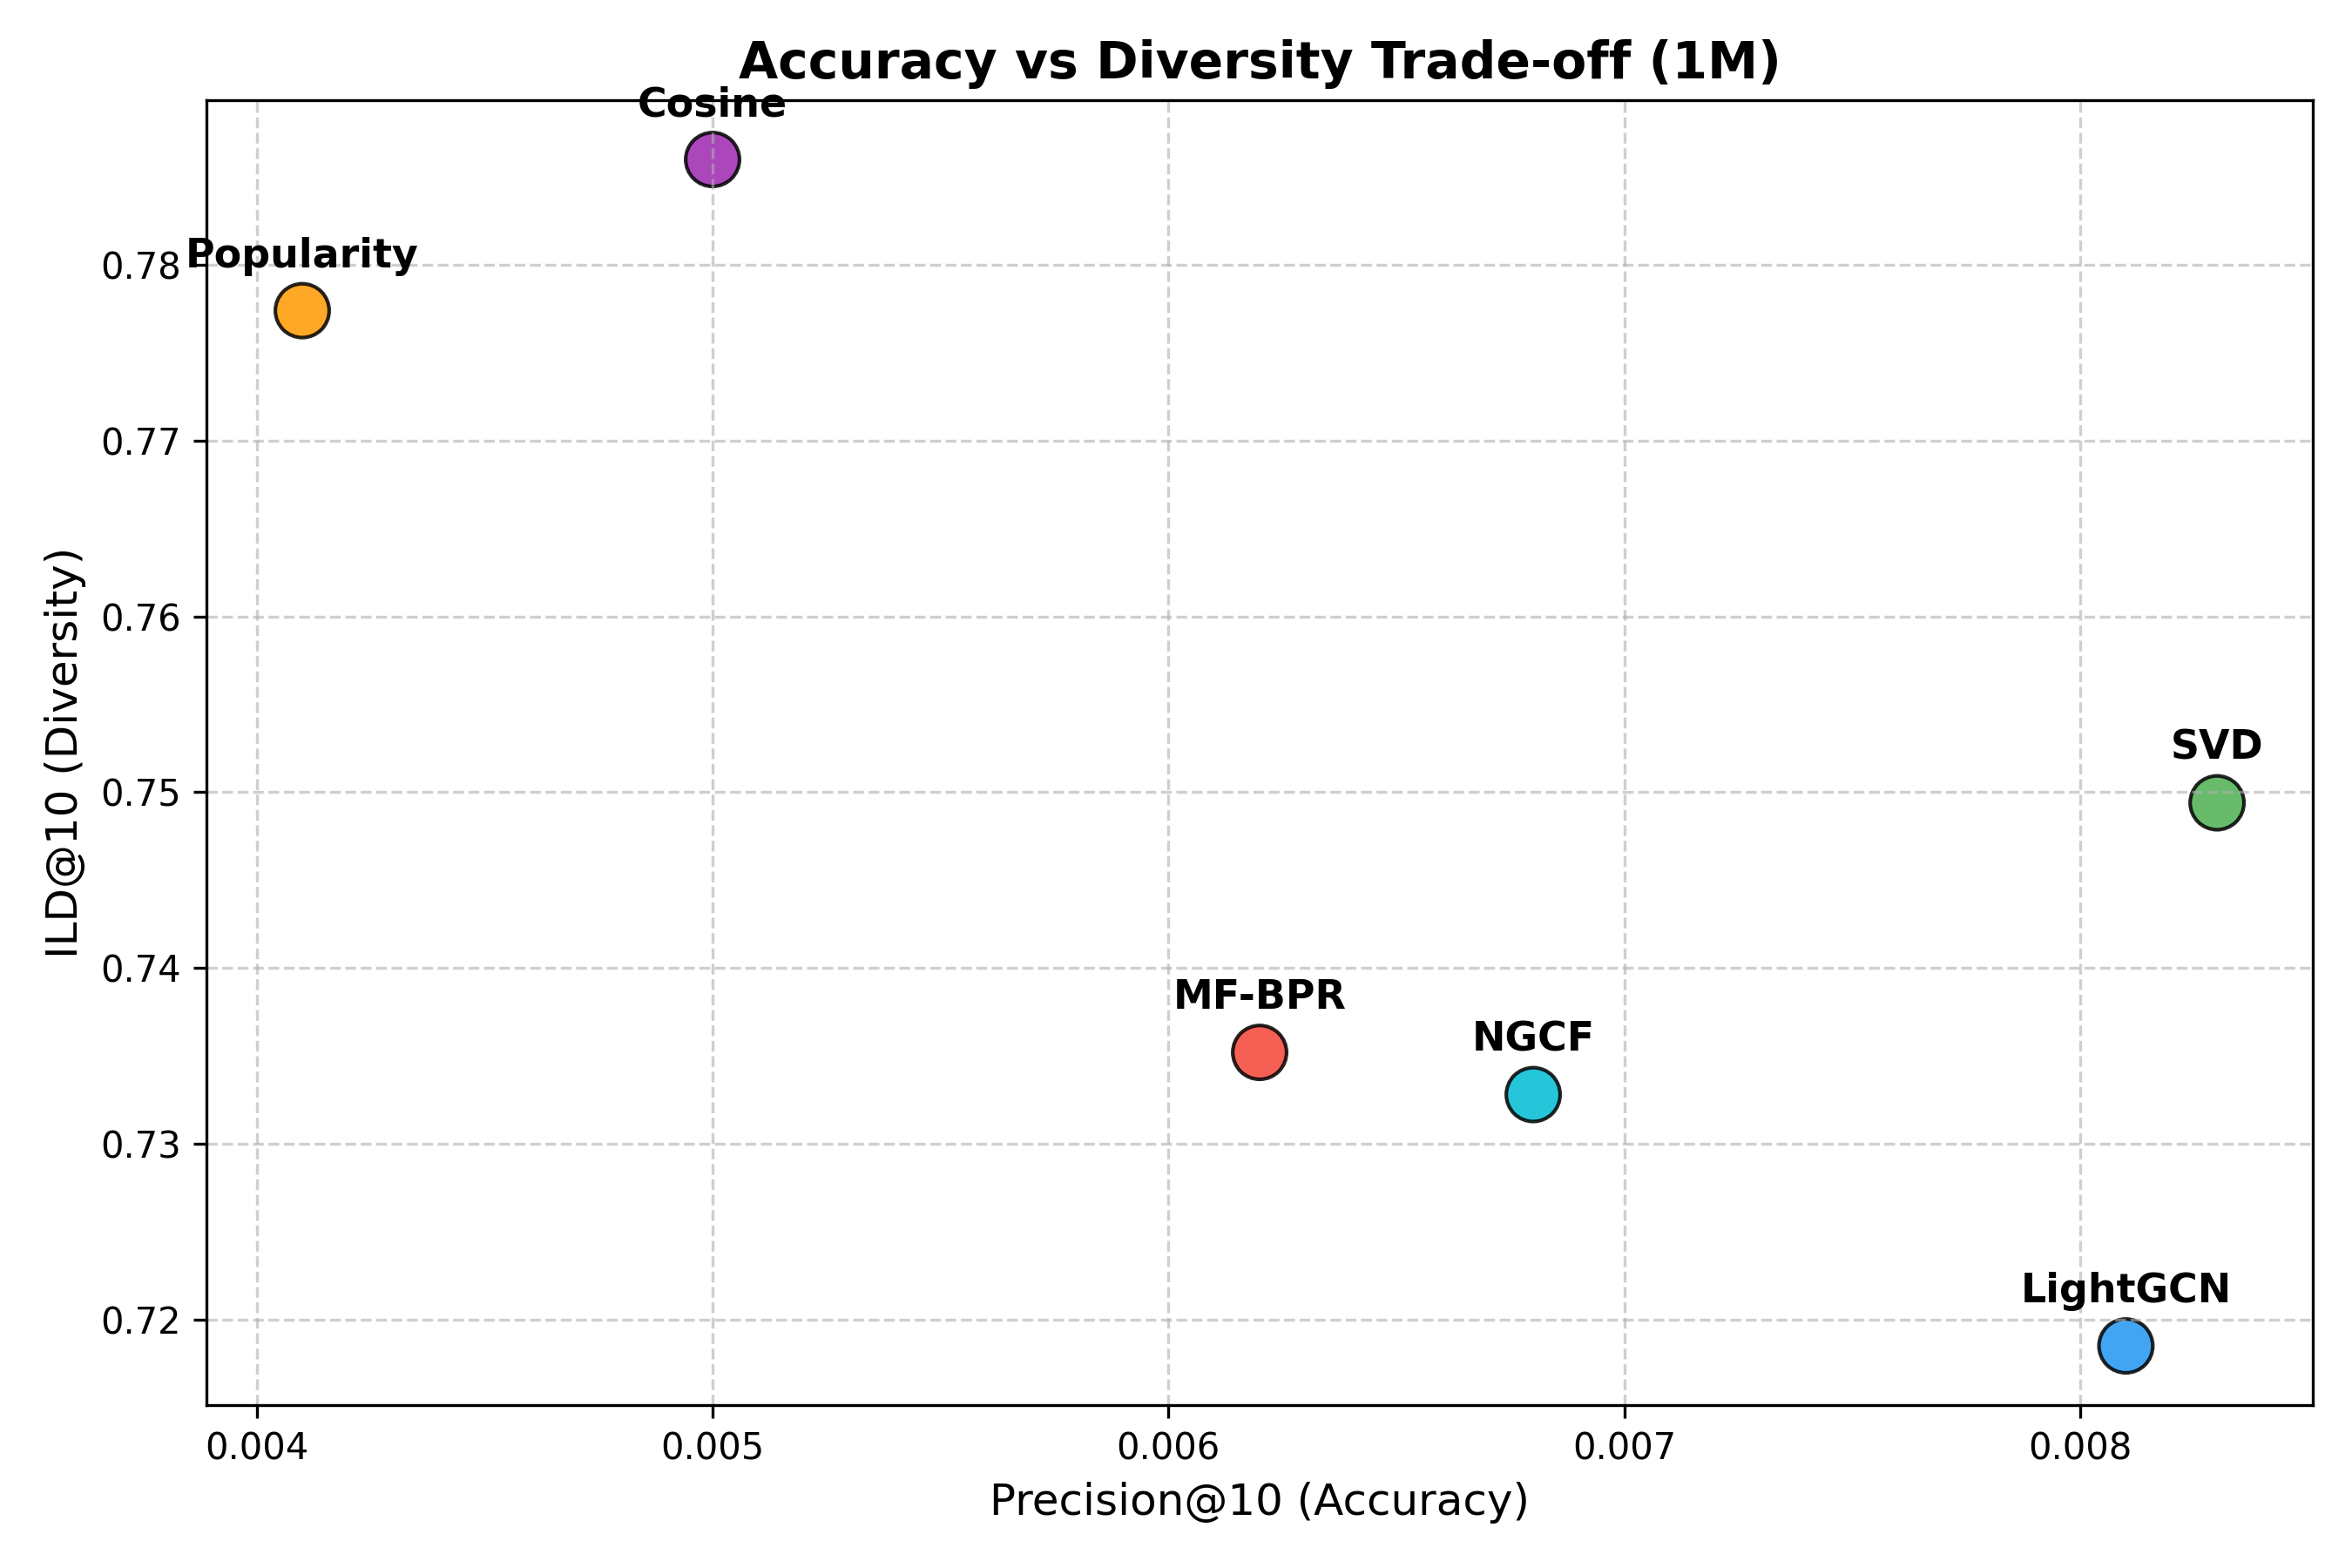 Accuracy vs Diversity Trade-off (1M)
Cosine
Popularity
SVD
MF-BPR
NGCF
LightGCN
ILD@10 (Diversity)
0.78
0.77
0.76
0.75
0.74
0.73
0.72
0.004 0.005 0.006 0.007 0.008
Precision@10 (Accuracy)